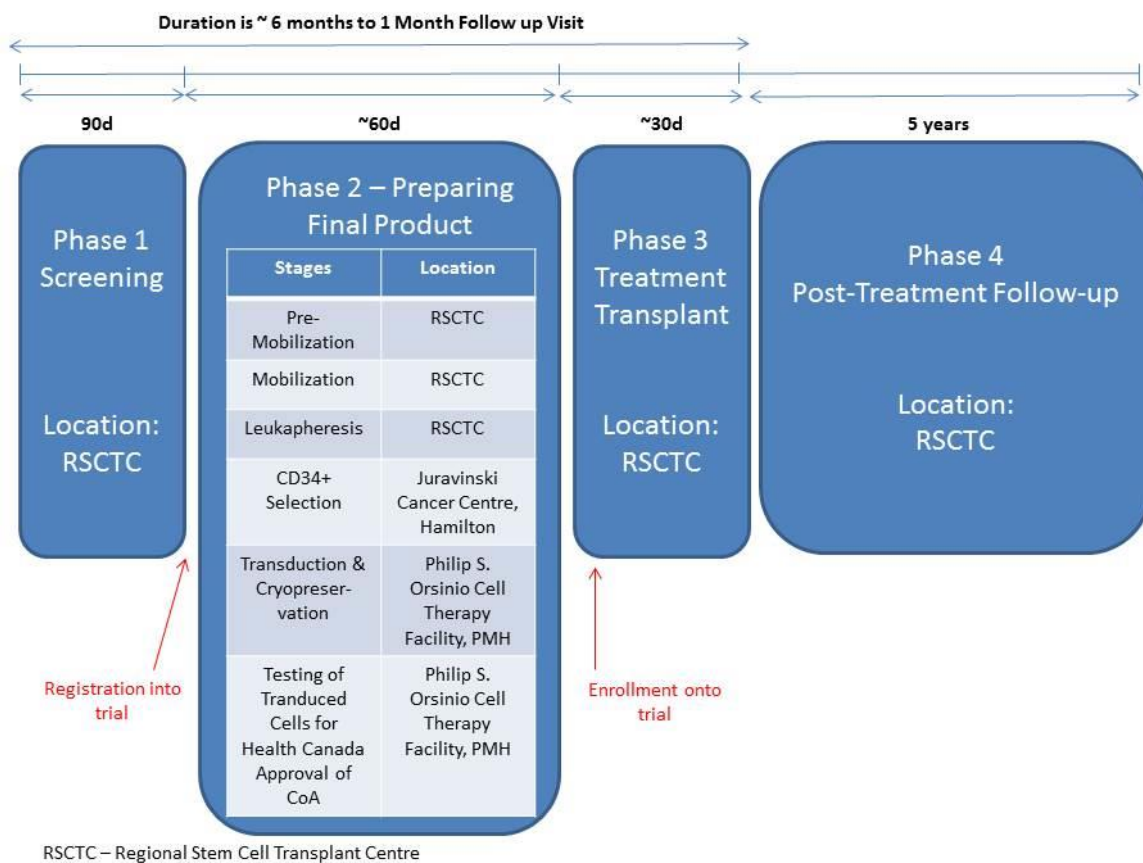 Duration is ~ 6 months to 1 Month Follow up Visit
90d
~60d
~30d
5 years
Phase 1
Screening
Location:
RSCTC
Phase 2 – Preparing
Final Product
Stages
Location
Pre-
Mobilization
RSCTC
Mobilization
RSCTC
Leukapheresis
RSCTC
CD34+
Selection
Juravinski
Cancer Centre,
Hamilton
Transduction &
Cryopreser-
vation
Philip S.
Orsinio Cell
Therapy
Facility, PMH
Testing of
Tranduced
Cells for
Health Canada
Approval of
CoA
Philip S.
Orsinio Cell
Therapy
Facility, PMH
Phase 3
Treatment
Transplant
Location:
RSCTC
Phase 4
Post-Treatment Follow-up
Location:
RSCTC
Registration into
trial
Enrollment onto
trial
RSCTC – Regional Stem Cell Transplant Centre